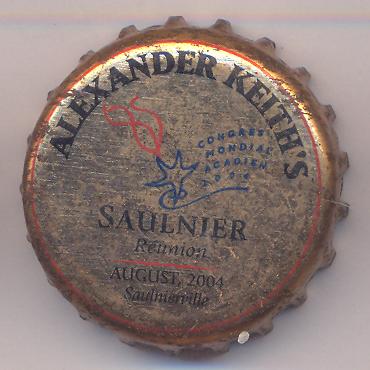 ALEXANDER KEITH'S
CONGRÈS
MONDIAL
ACADIEN
2004
SAULNIER
Réunion
AUGUST, 2004
Saulnierville